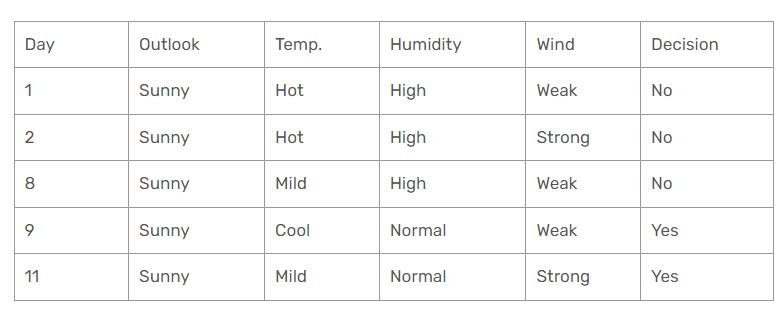 Day Outlook Temp. Humidity Wind Decision
1 Sunny Hot High Weak No
2 Sunny Hot High Strong No
8 Sunny Mild High Weak No
9 Sunny Cool Normal Weak Yes
11 Sunny Mild Normal Strong Yes